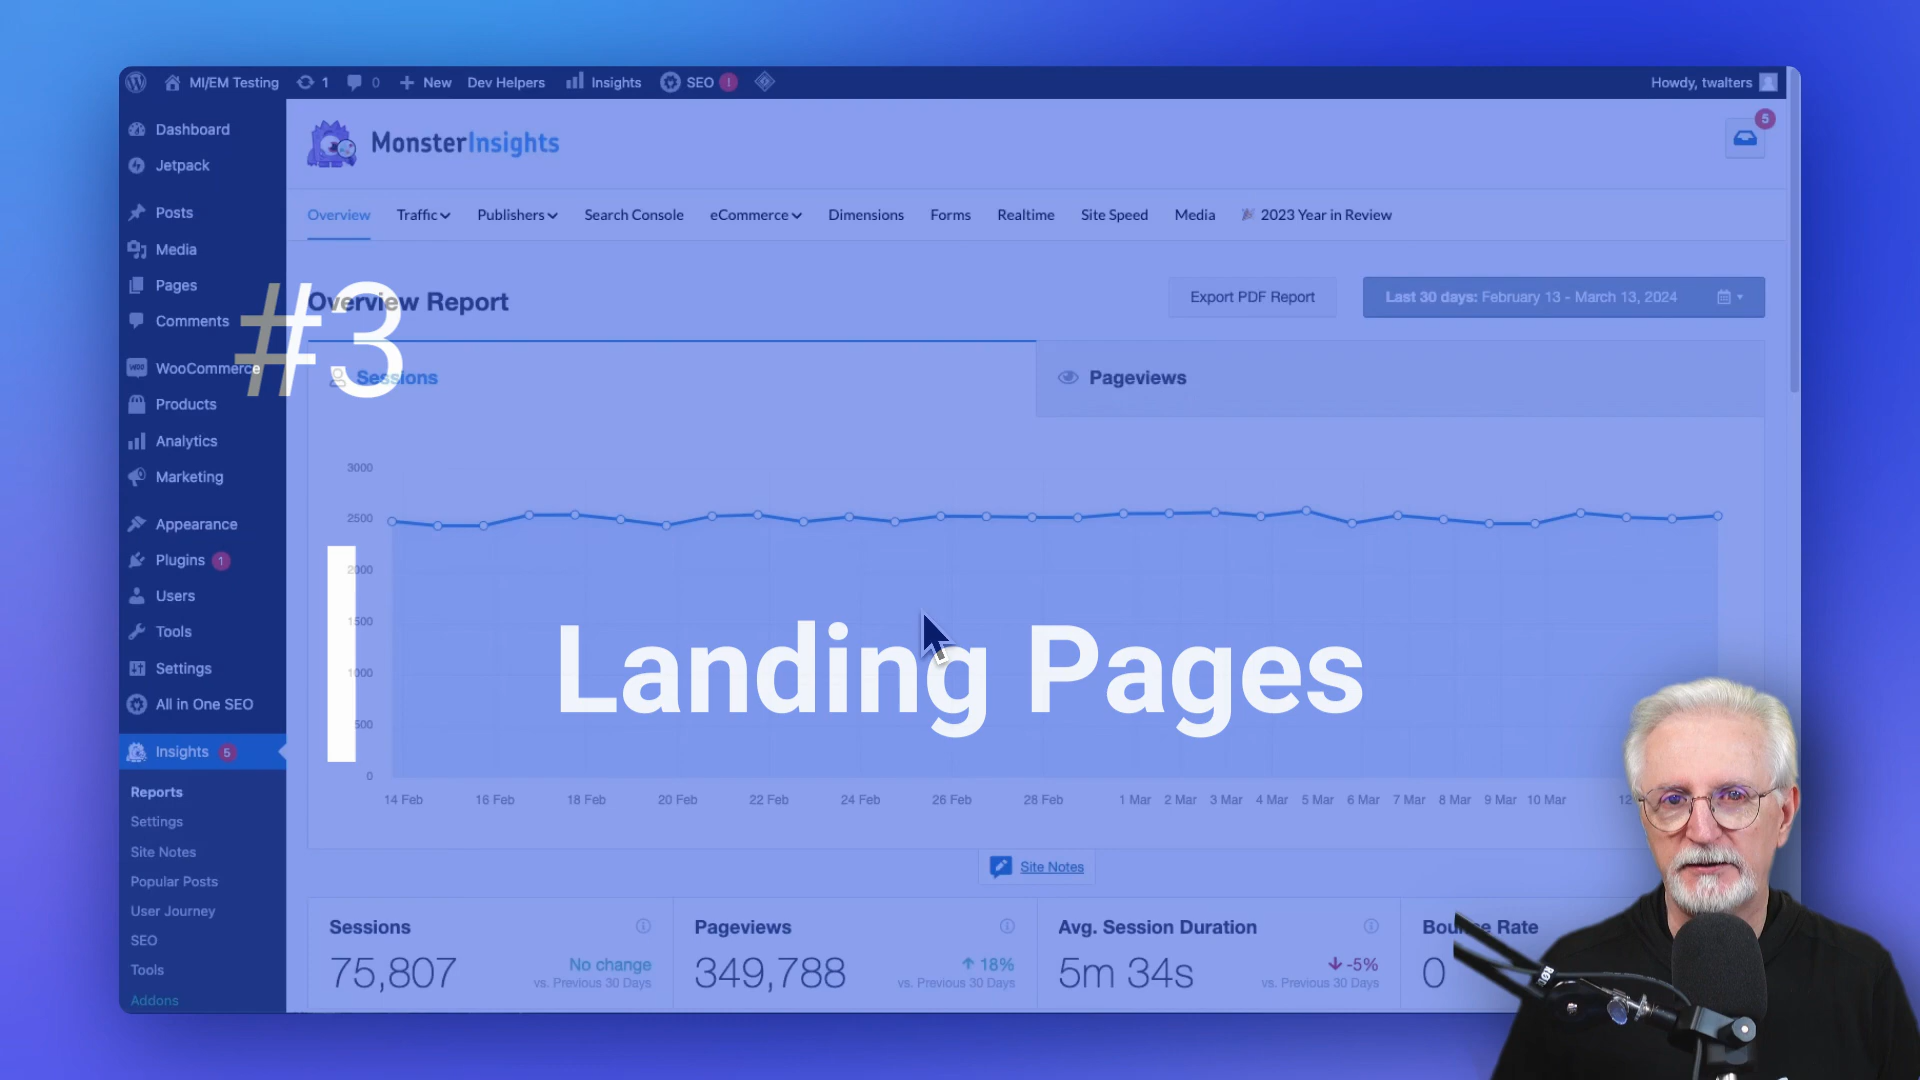 MI/EM Testing 1 0 New Dev Helpers Insights SEO Howdy, twalters
Dashboard
Jetpack
Posts
Media
Pages
Comments
WooCommerce
Products
Analytics
Marketing
Appearance
Plugins 1
Users
Tools
Settings
All in One SEO
Insights 5
Reports
Settings
Site Notes
Popular Posts
User Journey
SEO
Tools
Addons
MonsterInsights
5
Overview Traffic Publishers Search Console eCommerce Dimensions Forms Realtime Site Speed Media 2023 Year in Review
Overview Report
Export PDF Report
Last 30 days: February 13 - March 13, 2024
#3
Sessions
Pageviews
3000
2500
2000
1500
1000
500
0
Landing Pages
14 Feb 16 Feb 18 Feb 20 Feb 22 Feb 24 Feb 26 Feb 28 Feb 1 Mar 2 Mar 3 Mar 4 Mar 5 Mar 6 Mar 7 Mar 8 Mar 9 Mar 10 Mar 12
Site Notes
Sessions
75,807
No change
vs. Previous 30 Days
Pageviews
349,788
18%
vs. Previous 30 Days
Avg. Session Duration
5m 34s
-5%
vs. Previous 30 Days
Bounce Rate
0